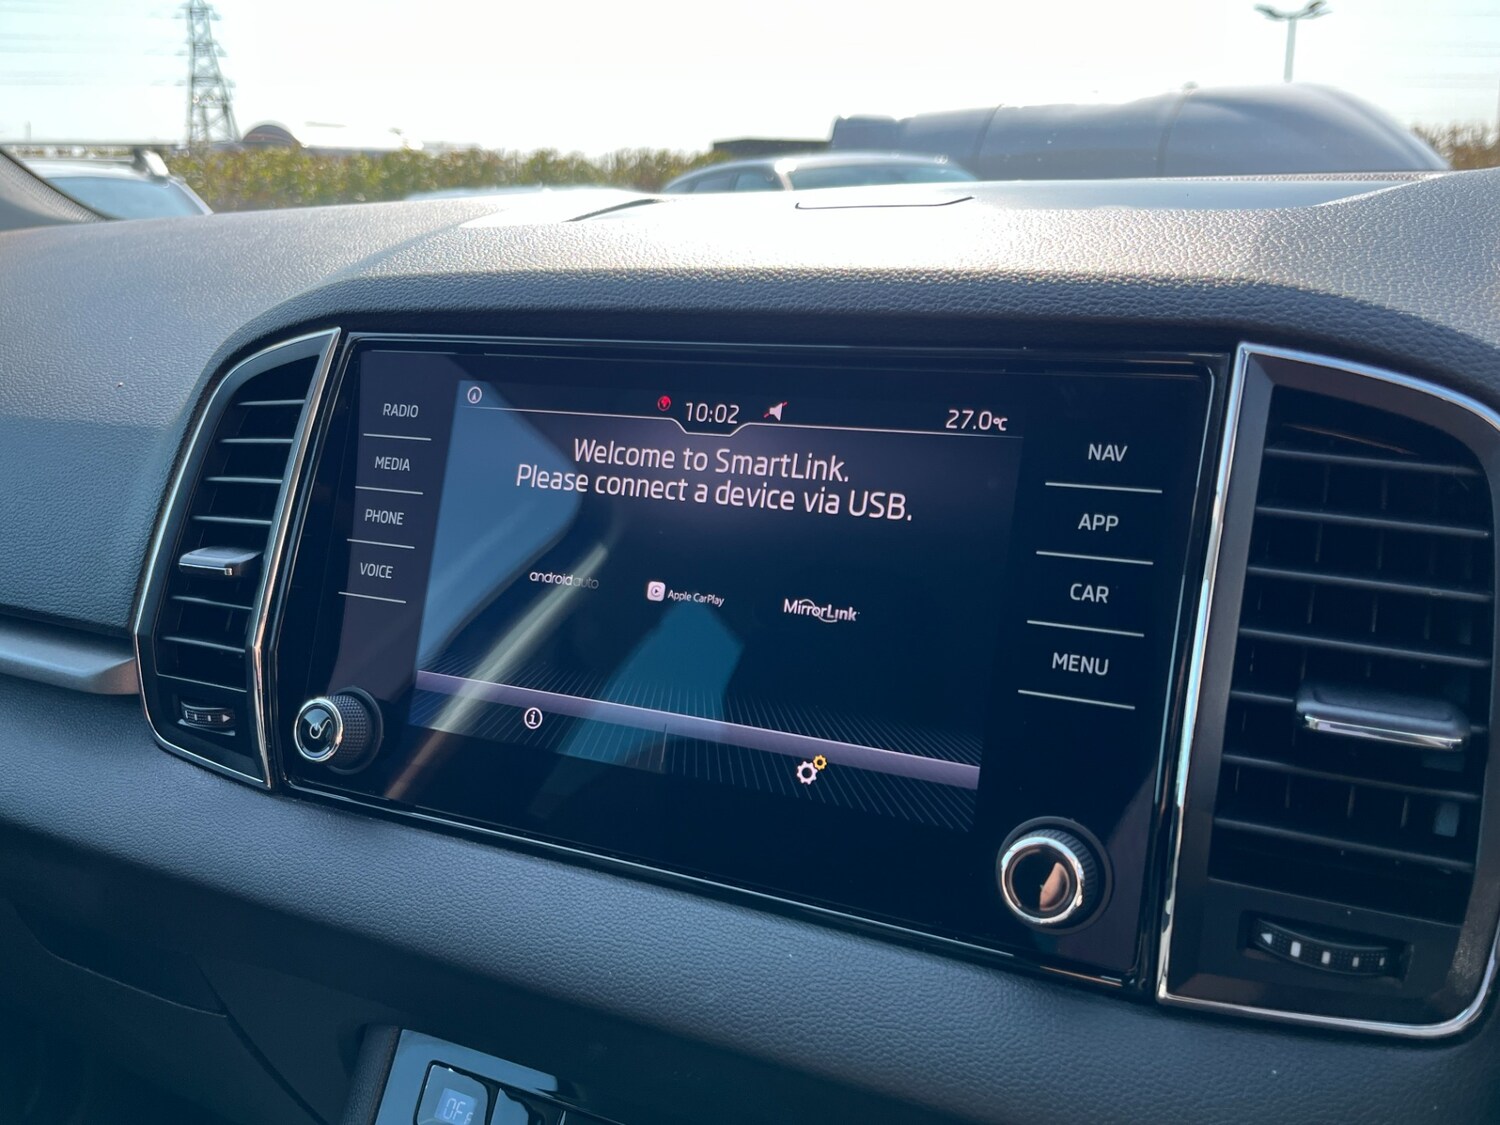 RADIO
MEDIA
PHONE
VOICE
10:02
27.0°C
Welcome to SmartLink.
Please connect a device via USB.
androidauto
Apple CarPlay
MirrorLink
NAV
APP
CAR
MENU